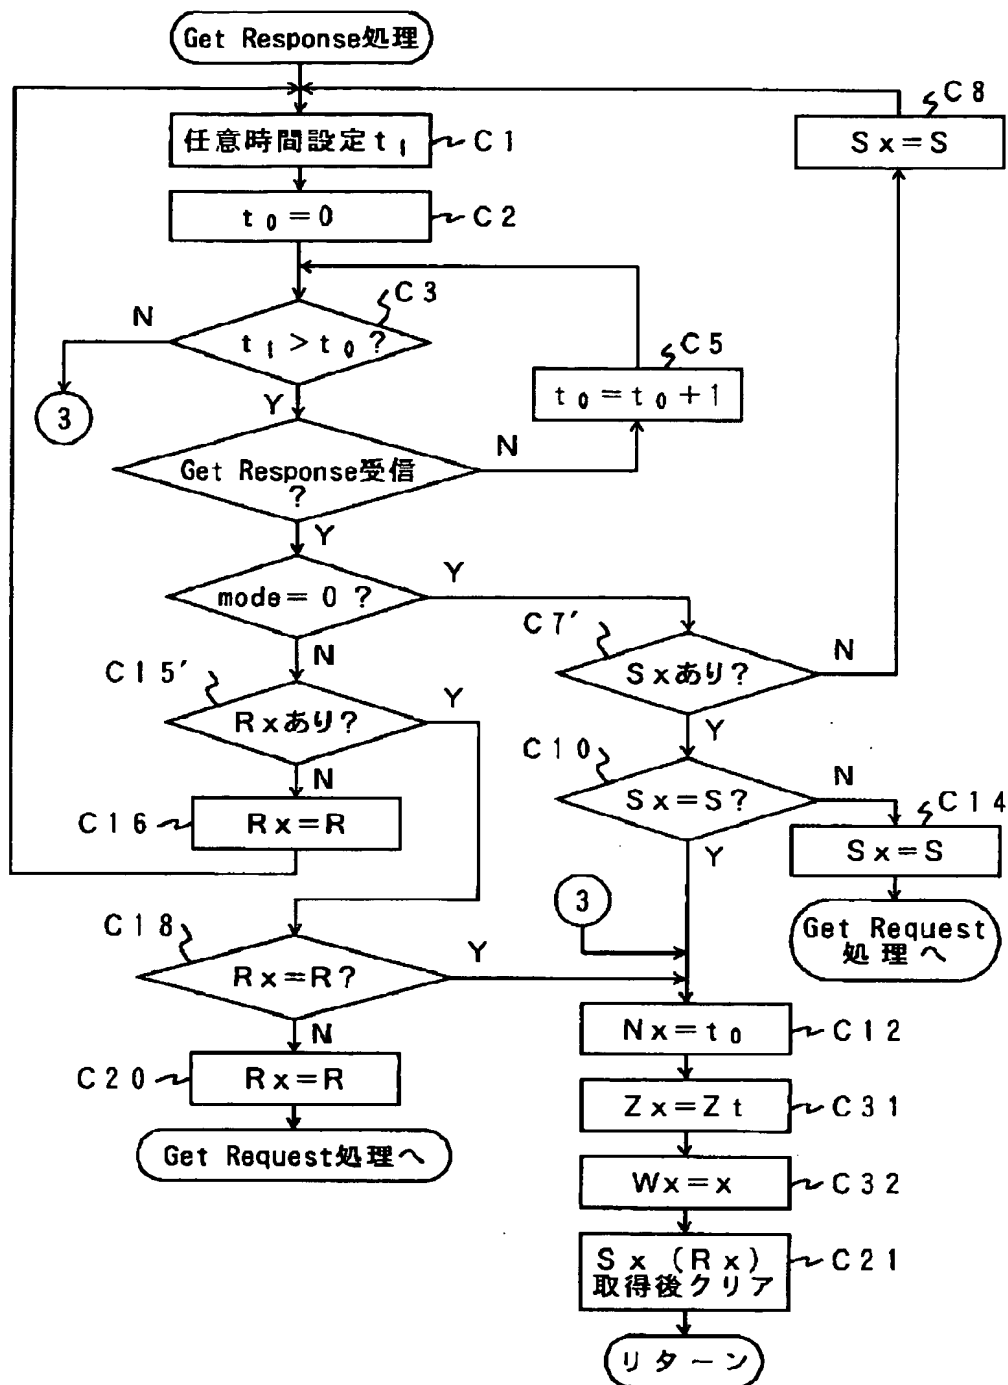 Get Response処理
C8
Sx=S
任意時間設定t1
C1
t0=0
C2
C3
N
t1>t0?
C5
t0=t0+1
3
Y
Get Response受信
?
N
Y
mode=0?
Y
C7′
Sxあり?
N
N
C15′
Rxあり?
Y
Y
C10
Sx=S?
N
C14
N
C16
Rx=R
Sx=S
Y
3
Get Request
処理へ
C18
Rx=R?
Y
N
C20
Rx=R
Get Request処理へ
Nx=t0
C12
Zx=Zt
C31
Wx=x
C32
Sx(Rx)
取得後クリア
C21
リターン